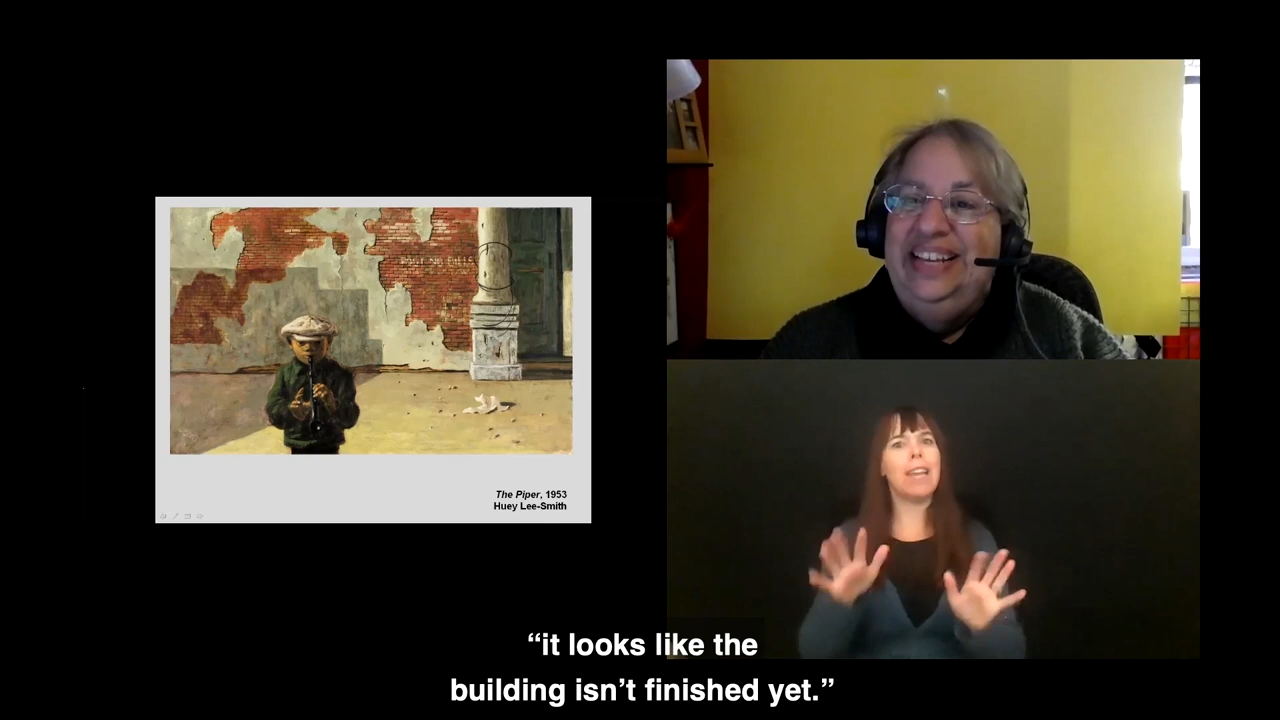 The Piper, 1953
Huey Lee-Smith
“it looks like the
building isn’t finished yet.”